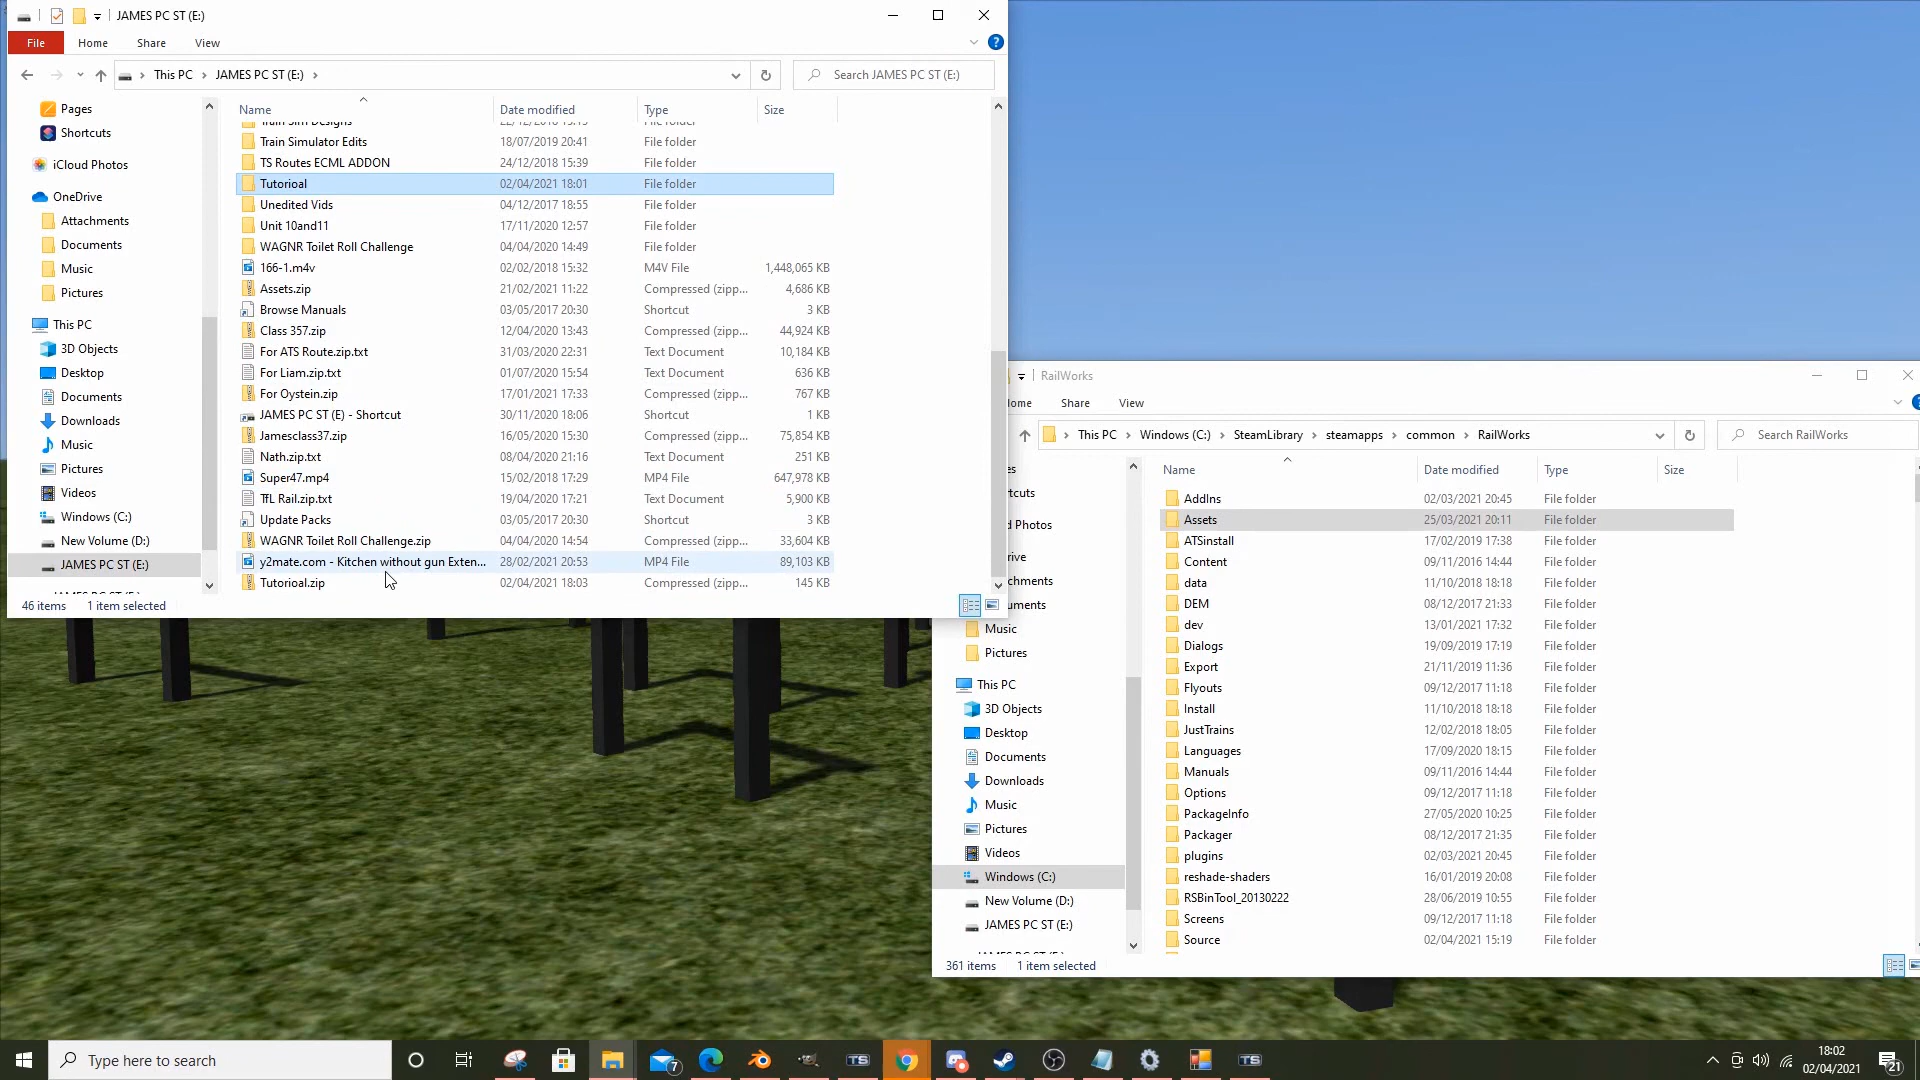 JAMES PC ST (E:)
File Home Share View
This PC JAMES PC ST (E:)
Search JAMES PC ST (E:)
Pages
Shortcuts
iCloud Photos
OneDrive
Attachments
Documents
Music
Pictures
This PC
3D Objects
Desktop
Documents
Downloads
Music
Pictures
Videos
Windows (C:)
New Volume (D:)
JAMES PC ST (E:)
Name Date modified Type Size
Train Sim Designs 22/12/2018 15:15 File folder
Train Simulator Edits 18/07/2019 20:41 File folder
TS Routes ECML ADDON 24/12/2018 15:39 File folder
Tutorioal 02/04/2021 18:01 File folder
Unedited Vids 04/12/2017 18:55 File folder
Unit 10and11 17/11/2020 12:57 File folder
WAGNR Toilet Roll Challenge 04/04/2020 14:49 File folder
166-1.m4v 02/02/2018 15:32 M4V File 1,448,065 KB
Assets.zip 21/02/2021 11:22 Compressed (zipp... 4,686 KB
Browse Manuals 03/05/2017 20:30 Shortcut 3 KB
Class 357.zip 12/04/2020 13:43 Compressed (zipp... 44,924 KB
For ATS Route.zip.txt 31/03/2020 22:31 Text Document 10,184 KB
For Liam.zip.txt 01/07/2020 15:54 Text Document 636 KB
For Oystein.zip 17/01/2021 17:33 Compressed (zipp... 767 KB
JAMES PC ST (E) - Shortcut 30/11/2020 18:06 Shortcut 1 KB
Jamesclass37.zip 16/05/2020 15:30 Compressed (zipp... 75,854 KB
Nath.zip.txt 08/04/2020 21:16 Text Document 251 KB
Super47.mp4 15/02/2018 17:29 MP4 File 647,978 KB
TfL Rail.zip.txt 19/04/2020 17:21 Text Document 5,900 KB
Update Packs 03/05/2017 20:30 Shortcut 3 KB
WAGNR Toilet Roll Challenge.zip 04/04/2020 14:54 Compressed (zipp... 33,604 KB
y2mate.com - Kitchen without gun Exten... 28/02/2021 20:53 MP4 File 89,103 KB
Tutorioal.zip 02/04/2021 18:03 Compressed (zipp... 145 KB
46 items 1 item selected
RailWorks
ome Share View
This PC Windows (C:) SteamLibrary steamapps common RailWorks
Search RailWorks
es
rtcuts
d Photos
rive
chments
uments
Music
Pictures
This PC
3D Objects
Desktop
Documents
Downloads
Music
Pictures
Videos
Windows (C:)
New Volume (D:)
JAMES PC ST (E:)
Name Date modified Type Size
AddIns 02/03/2021 20:45 File folder
Assets 25/03/2021 20:11 File folder
ATSinstall 17/02/2019 17:38 File folder
Content 09/11/2016 14:44 File folder
data 11/10/2018 18:18 File folder
DEM 08/12/2017 21:33 File folder
dev 13/01/2021 17:32 File folder
Dialogs 19/09/2019 17:19 File folder
Export 21/11/2019 11:36 File folder
Flyouts 09/12/2017 11:18 File folder
Install 11/10/2018 18:18 File folder
JustTrains 12/02/2018 18:05 File folder
Languages 17/09/2020 18:15 File folder
Manuals 09/11/2016 14:44 File folder
Options 09/12/2017 11:18 File folder
PackageInfo 27/05/2020 10:25 File folder
Packager 08/12/2017 21:35 File folder
plugins 02/03/2021 20:45 File folder
reshade-shaders 16/01/2019 20:08 File folder
RSBinTool_20130222 28/06/2019 10:55 File folder
Screens 09/12/2017 11:18 File folder
Source 02/04/2021 15:19 File folder
361 items 1 item selected
Type here to search
7
TS
TS
18:02
02/04/2021
21